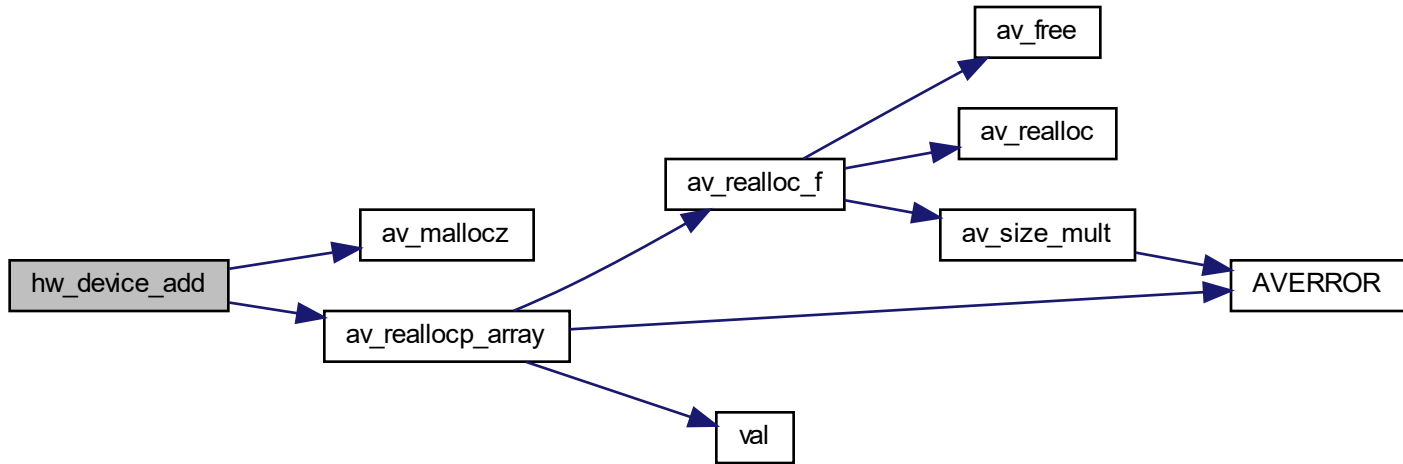 av_free
av_realloc
av_realloc_f
av_mallocz
av_size_mult
hw_device_add
AVERROR
av_reallocp_array
val